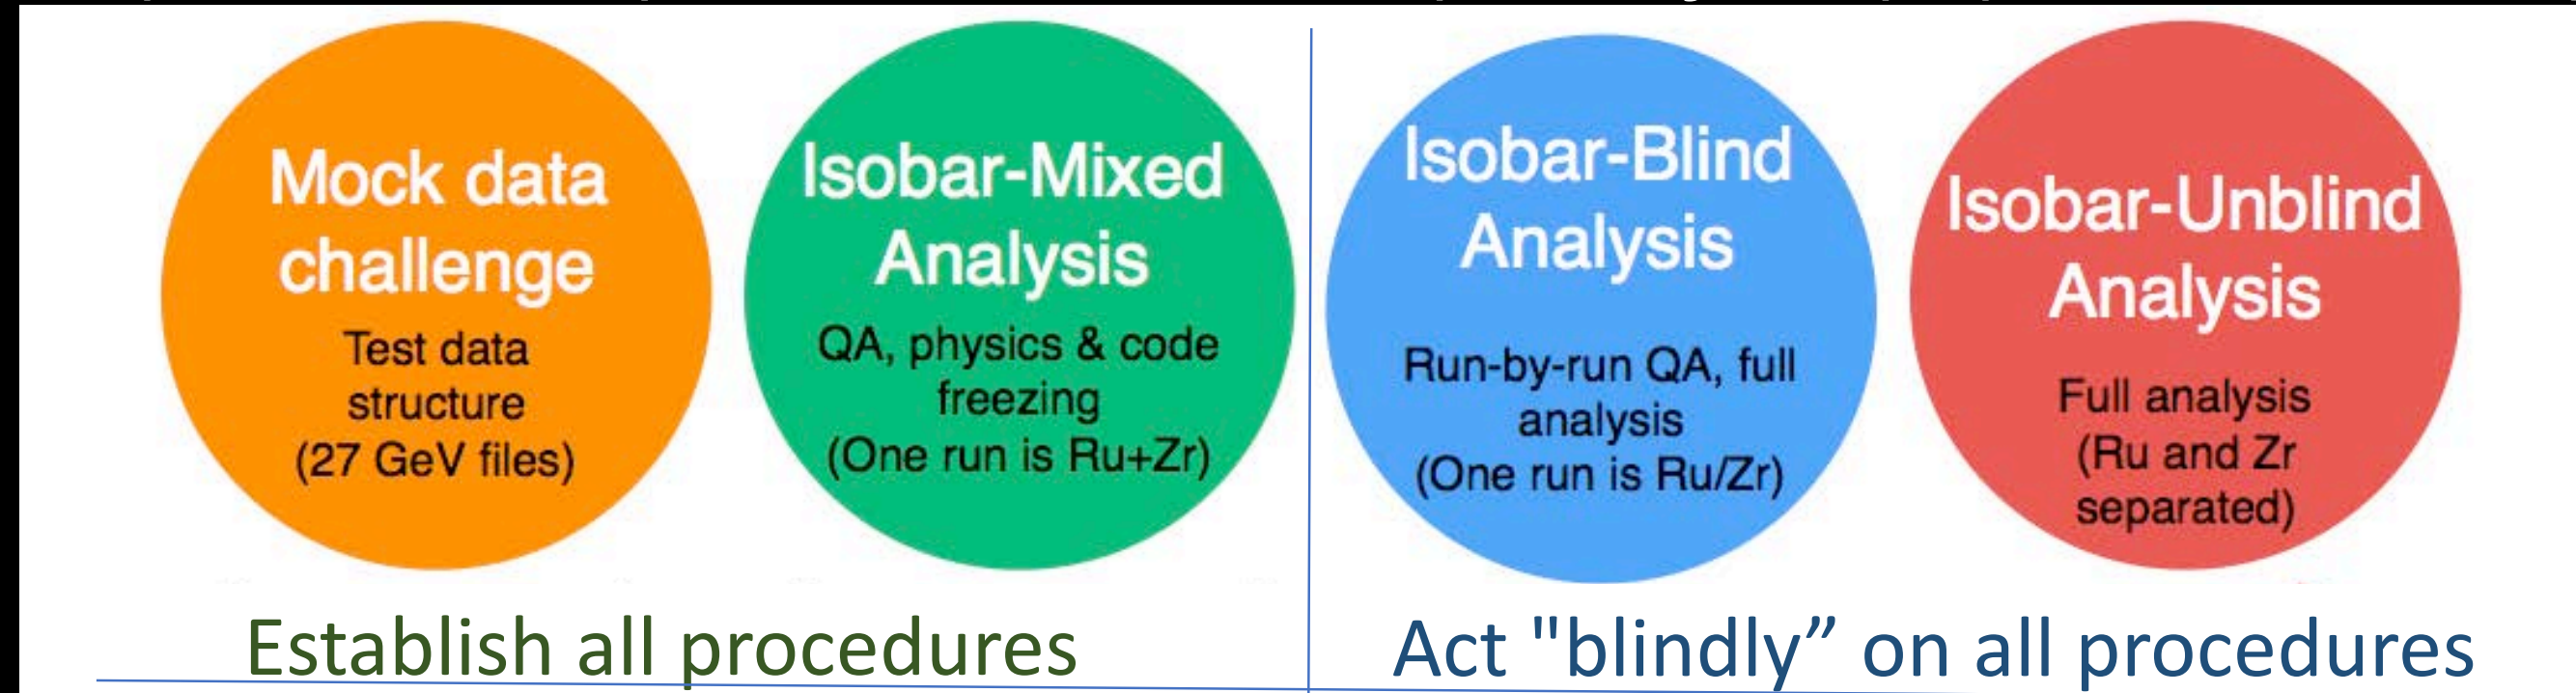 Mock data
challenge
Test data
structure
(27 GeV files)
Isobar-Mixed
Analysis
QA, physics & code
freezing
(One run is Ru+Zr)
Isobar-Blind
Analysis
Run-by-run QA, full
analysis
(One run is Ru/Zr)
Isobar-Unblind
Analysis
Full analysis
(Ru and Zr
separated)
Establish all procedures
Act "blindly” on all procedures